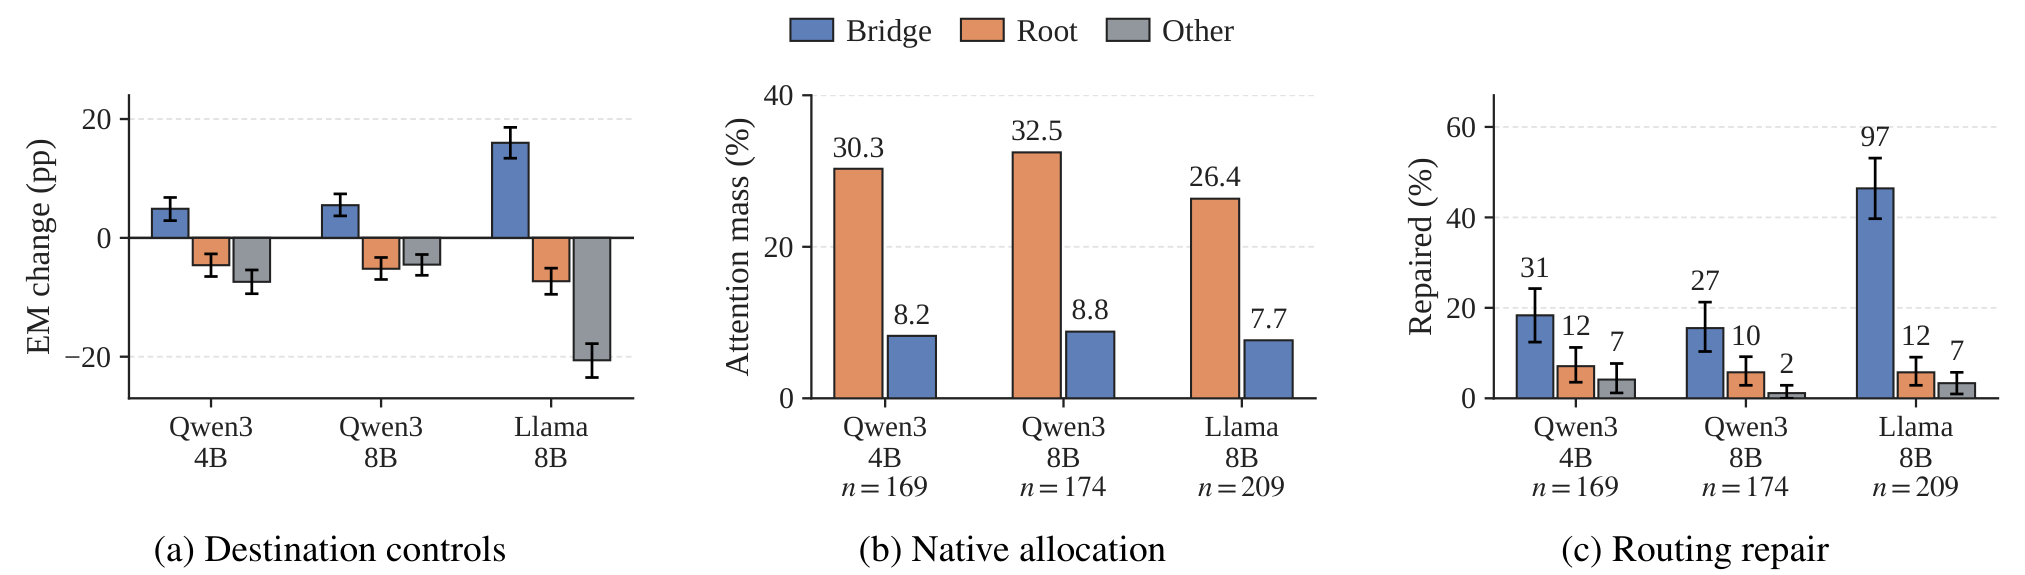 Bridge Root Other
EM change (pp)
20
0
−20
Qwen3 4B
Qwen3 8B
Llama 8B
(a) Destination controls
Attention mass (%)
40
20
0
30.3
8.2
32.5
8.8
26.4
7.7
Qwen3 4B n = 169
Qwen3 8B n = 174
Llama 8B n = 209
(b) Native allocation
Repaired (%)
60
40
20
0
31
12
7
27
10
2
97
12
7
Qwen3 4B n = 169
Qwen3 8B n = 174
Llama 8B n = 209
(c) Routing repair